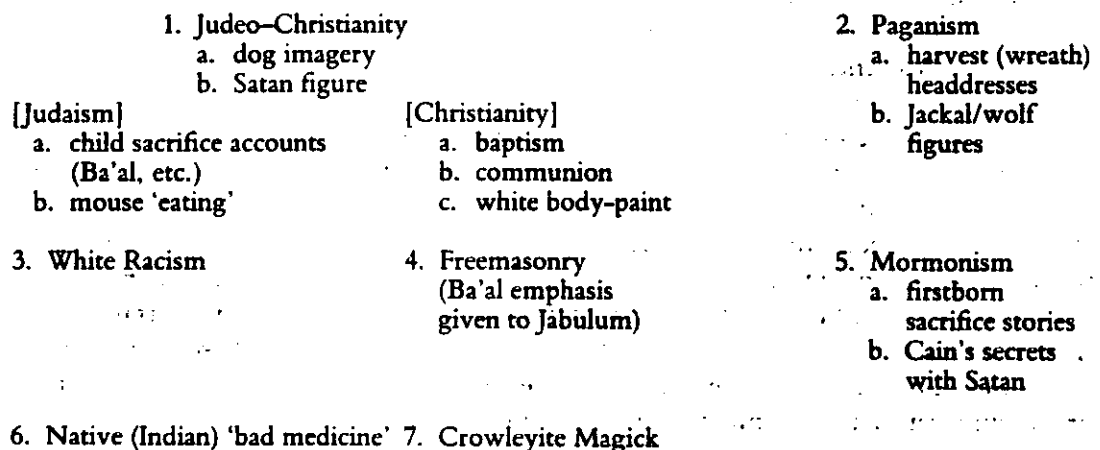 1. Judeo–Christianity
a. dog imagery
b. Satan figure
[Judaism]
a. child sacrifice accounts
(Ba'al, etc.)
b. mouse 'eating'
[Christianity]
a. baptism
b. communion
c. white body-paint
2. Paganism
a. harvest (wreath)
headdresses
b. Jackal/wolf
figures
3. White Racism
4. Freemasonry
(Ba'al emphasis
given to Jabulum)
5. Mormonism
a. firstborn
sacrifice stories
b. Cain's secrets
with Satan
6. Native (Indian) 'bad medicine'
7. Crowleyite Magick